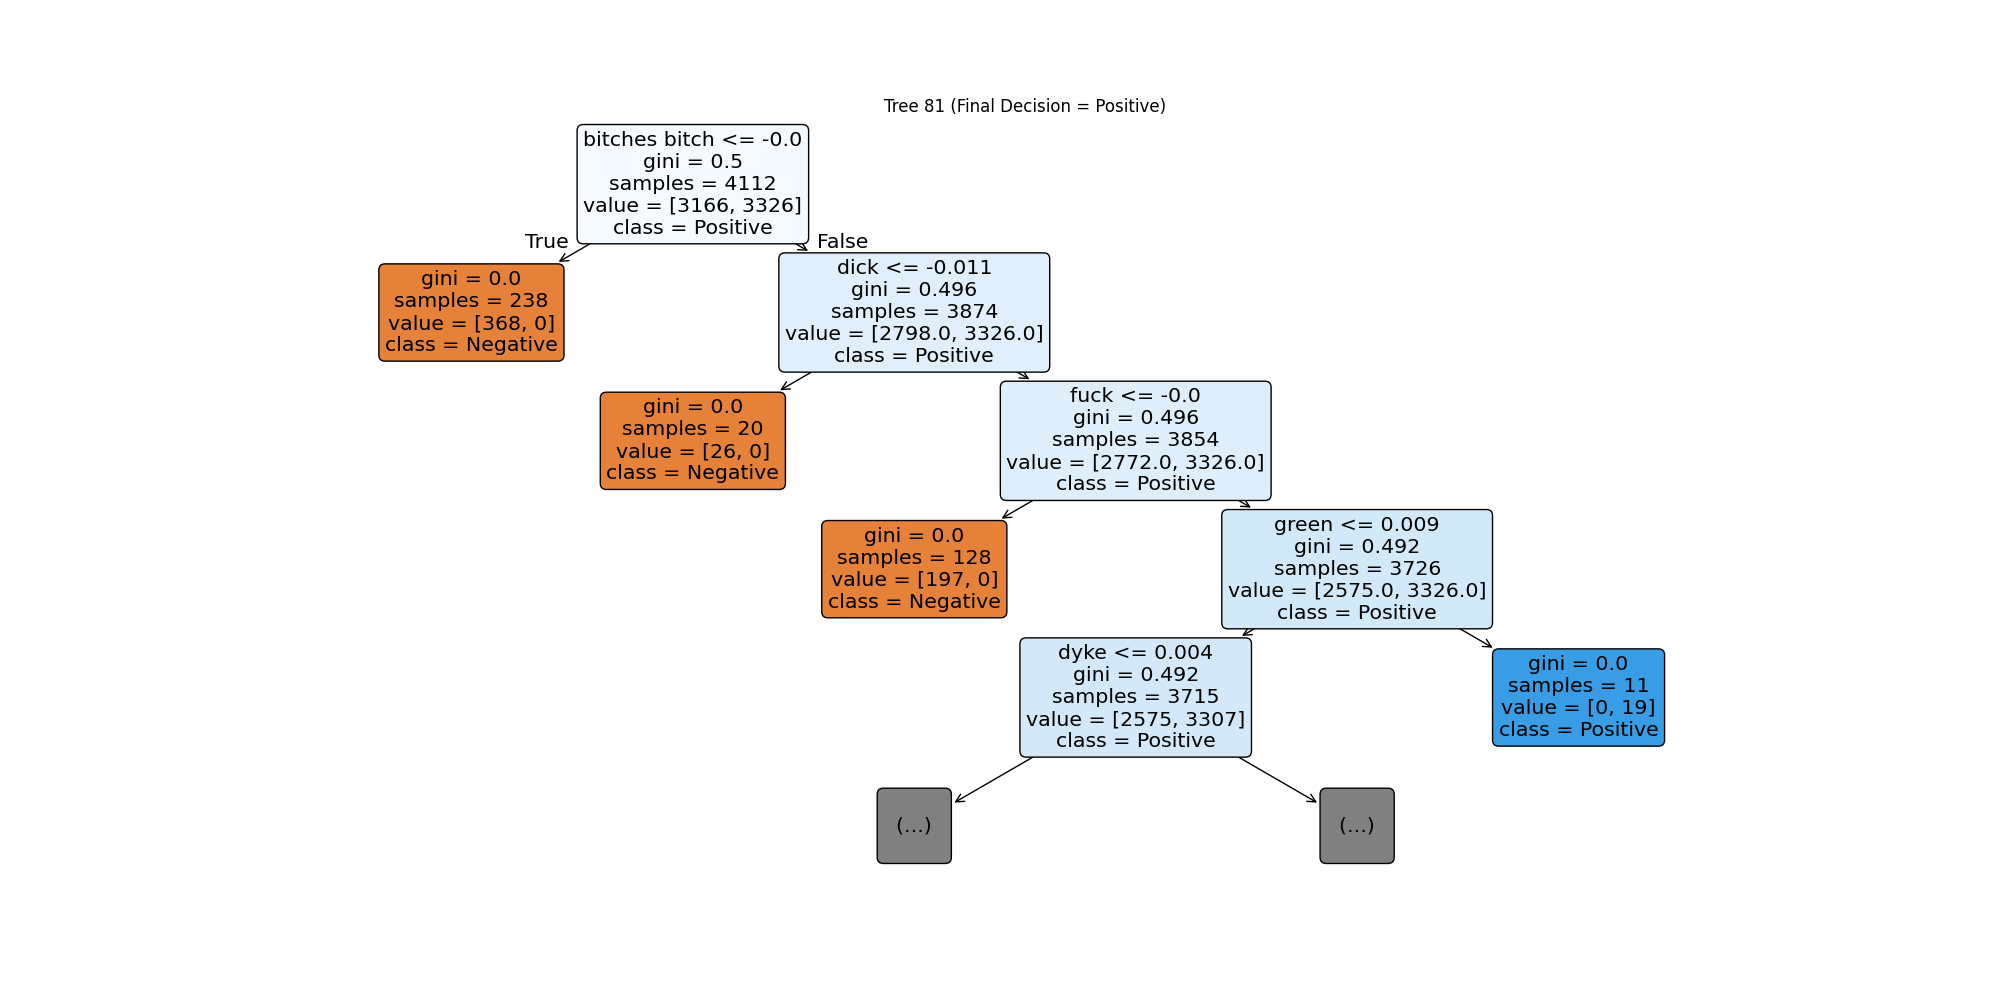 Tree 81 (Final Decision = Positive)
bitches bitch <= -0.0
gini = 0.5
samples = 4112
value = [3166, 3326]
class = Positive
True
False
gini = 0.0
samples = 238
value = [368, 0]
class = Negative
dick <= -0.011
gini = 0.496
samples = 3874
value = [2798.0, 3326.0]
class = Positive
gini = 0.0
samples = 20
value = [26, 0]
class = Negative
fuck <= -0.0
gini = 0.496
samples = 3854
value = [2772.0, 3326.0]
class = Positive
gini = 0.0
samples = 128
value = [197, 0]
class = Negative
green <= 0.009
gini = 0.492
samples = 3726
value = [2575.0, 3326.0]
class = Positive
dyke <= 0.004
gini = 0.492
samples = 3715
value = [2575, 3307]
class = Positive
gini = 0.0
samples = 11
value = [0, 19]
class = Positive
(...)
(...)